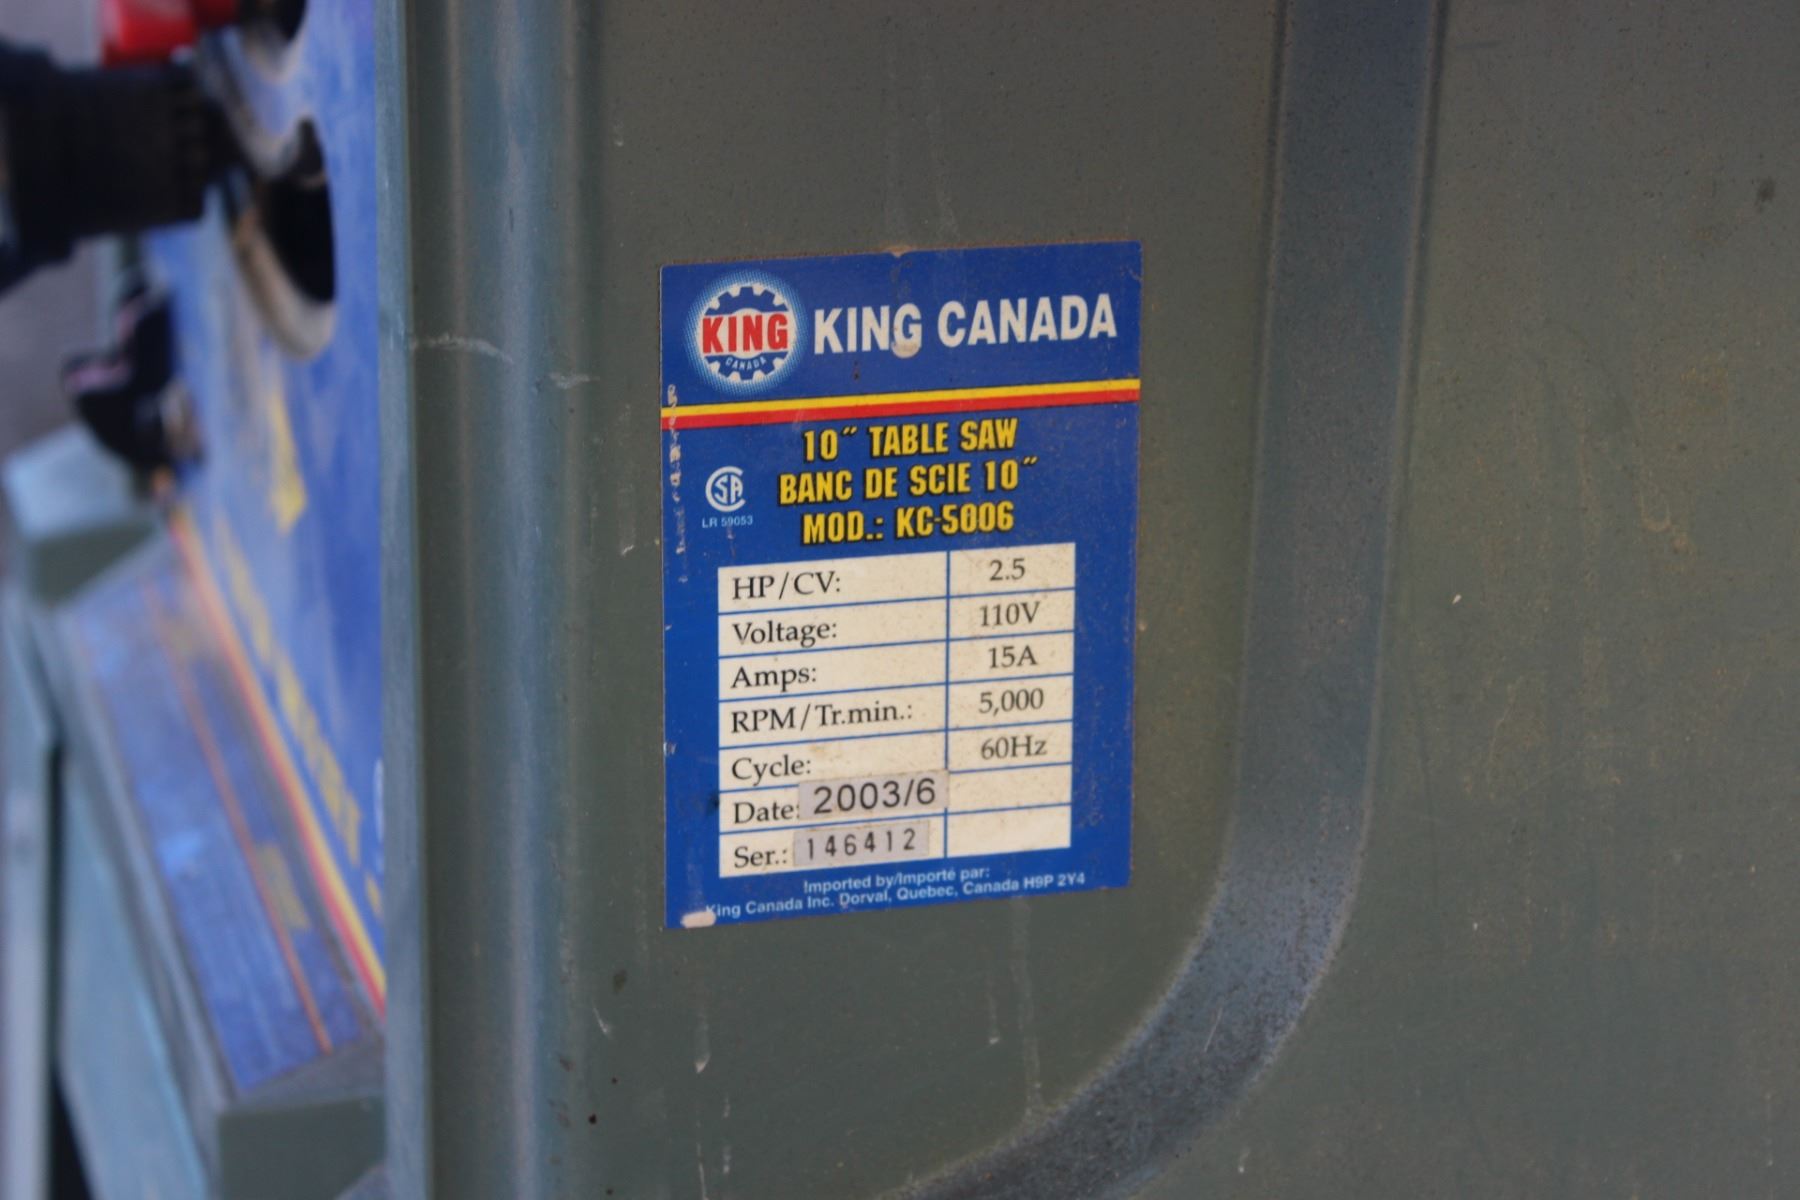 KING
CANADA
KING CANADA
10" TABLE SAW
BANC DE SCIE 10"
MOD.: KC-5006
SA
LR 59053
HP/CV: 2.5
Voltage: 110V
Amps: 15A
RPM/Tr.min.: 5,000
Cycle: 60Hz
Date: 2003/6
Ser.: 146412
Imported by/Importé par:
King Canada Inc. Dorval, Quebec, Canada H9P 2Y4